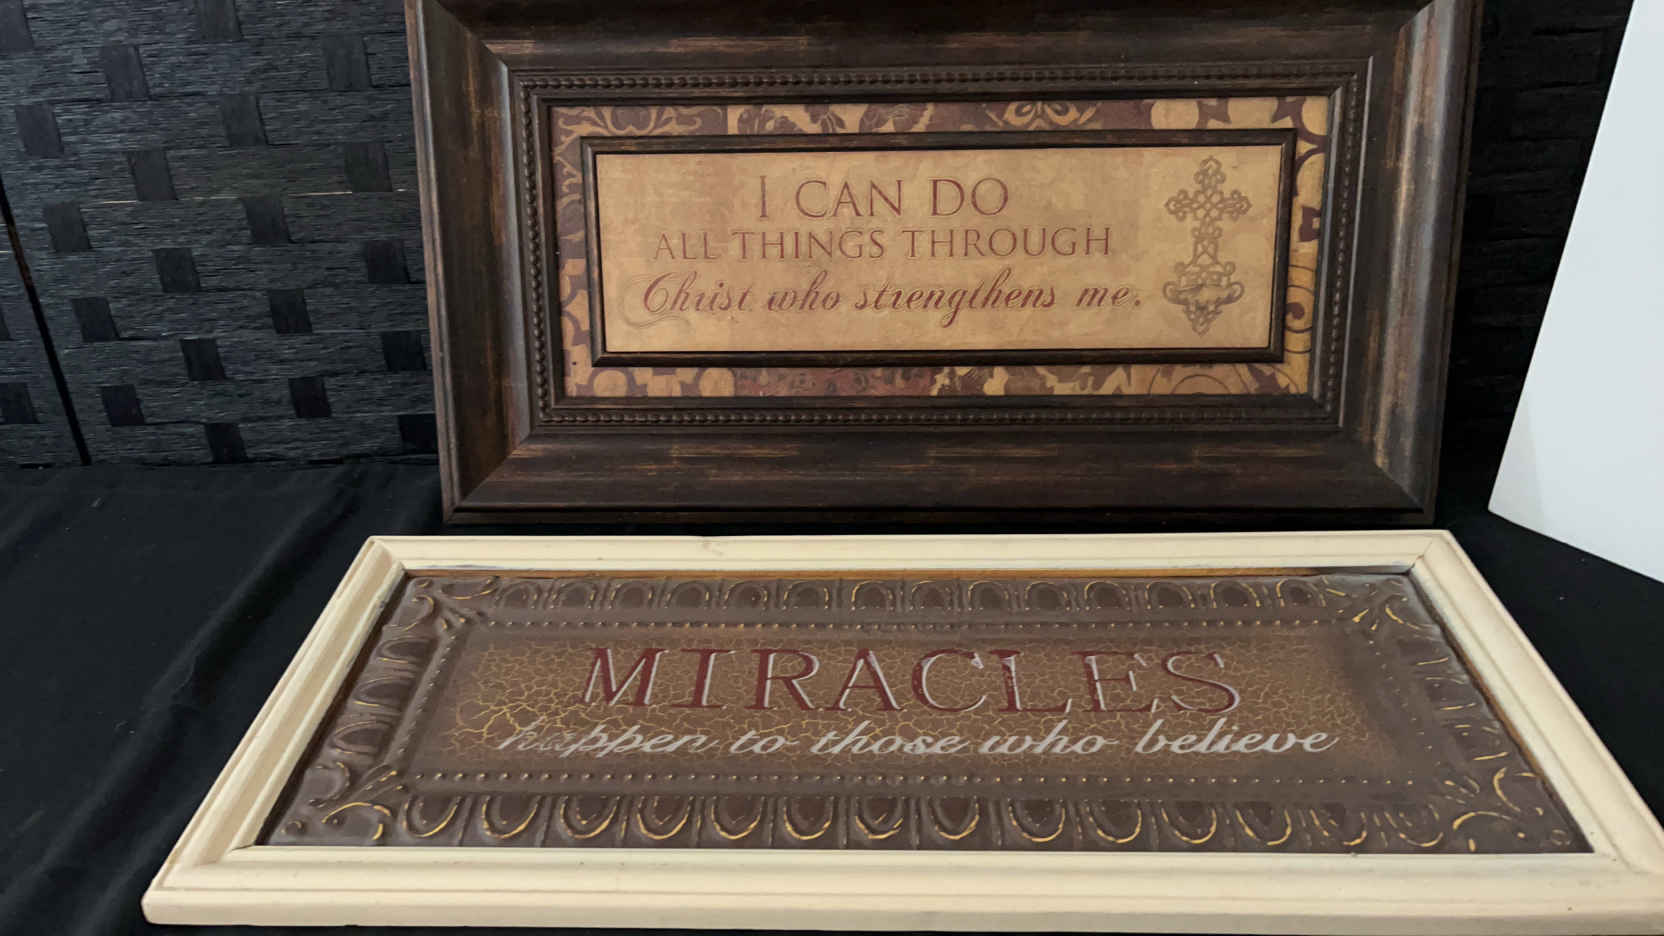 I CAN DO
ALL THINGS THROUGH
Christ who strengthens me.
MIRACLES
happen to those who believe